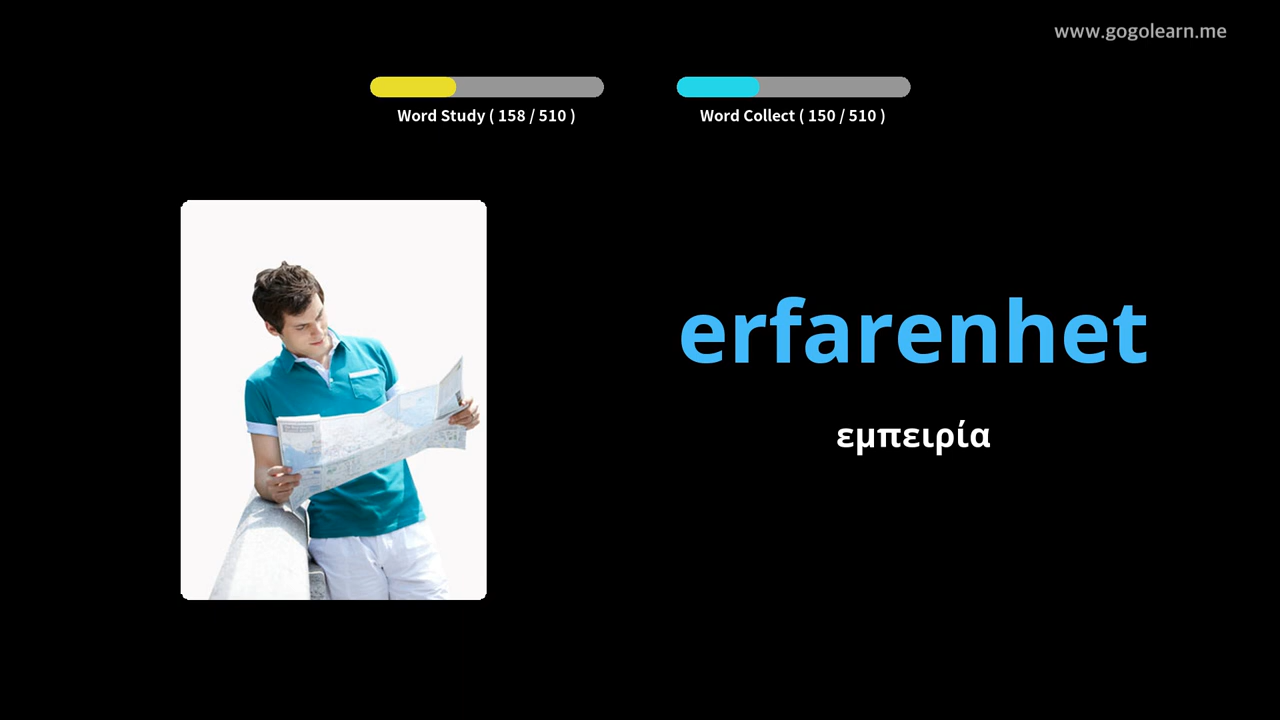 www.gogolearn.me
Word Study ( 158 / 510 )
Word Collect ( 150 / 510 )
erfarenhet
εμπειρία